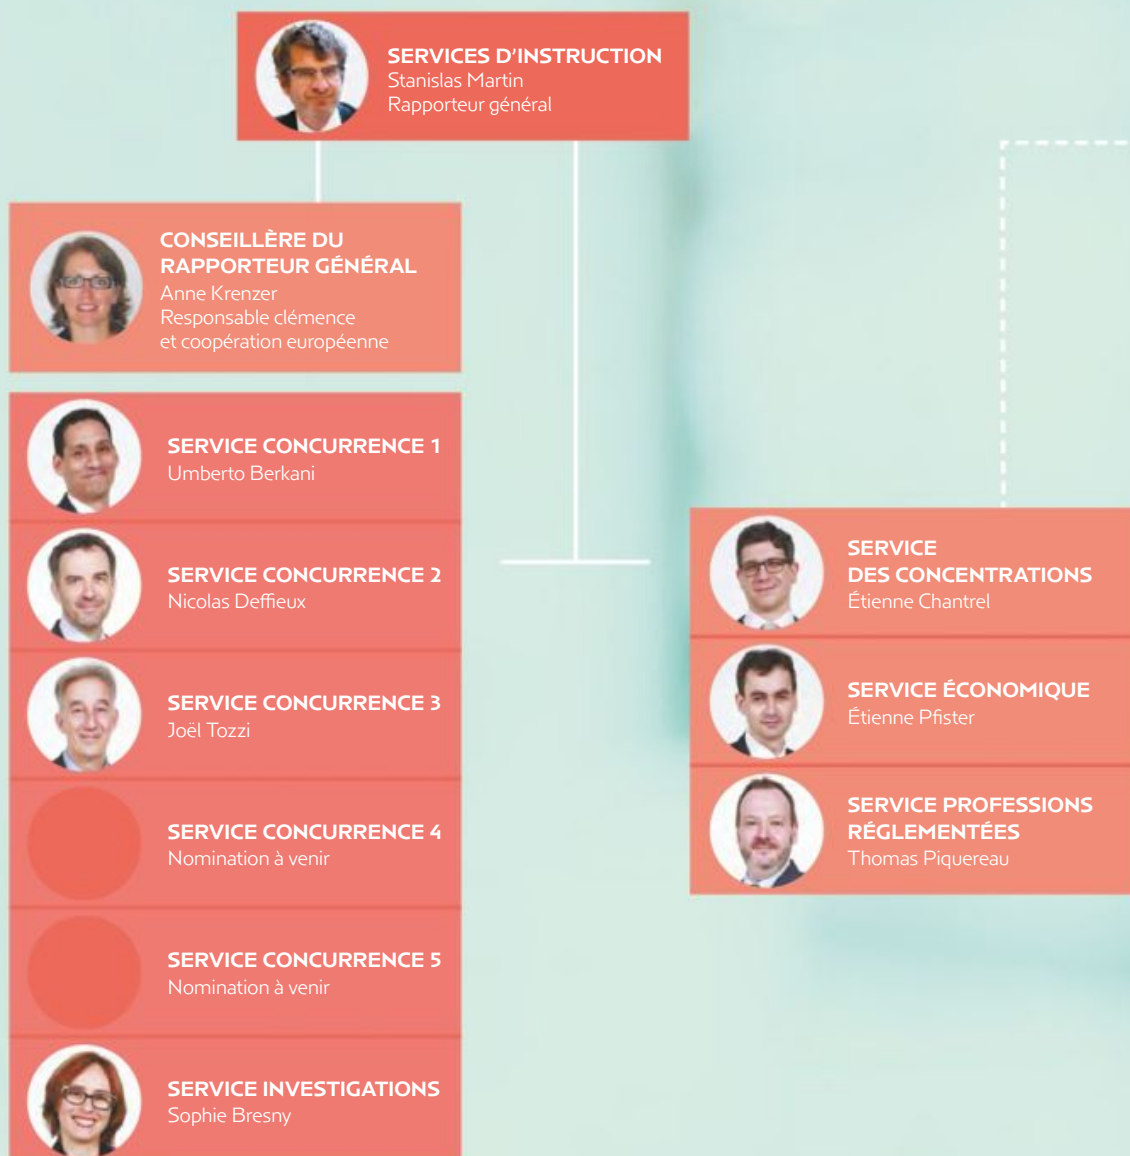 SERVICES D'INSTRUCTION
Stanislas Martin
Rapporteur général
CONSEILLÈRE DU
RAPPORTEUR GÉNÉRAL
Anne Krenzer
Responsable clémence
et coopération européenne
SERVICE CONCURRENCE 1
Umberto Berkani
SERVICE CONCURRENCE 2
Nicolas Deffieux
SERVICE CONCURRENCE 3
Joël Tozzi
SERVICE CONCURRENCE 4
Nomination à venir
SERVICE CONCURRENCE 5
Nomination à venir
SERVICE INVESTIGATIONS
Sophie Bresny
SERVICE
DES CONCENTRATIONS
Étienne Chantrel
SERVICE ÉCONOMIQUE
Étienne Pfister
SERVICE PROFESSIONS
RÉGLEMENTÉES
Thomas Piquereau